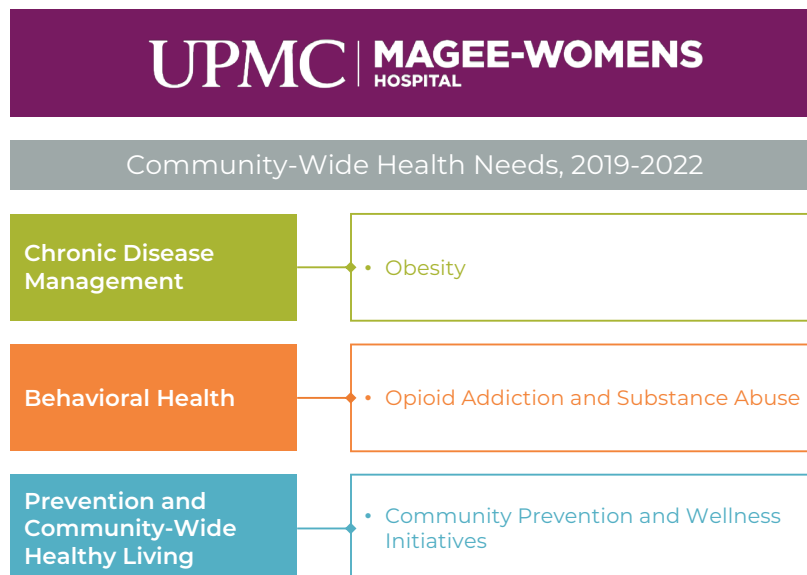 UPMC | MAGEE-WOMENS
HOSPITAL
Community-Wide Health Needs, 2019-2022
Chronic Disease
Management
• Obesity
Behavioral Health
• Opioid Addiction and Substance Abuse
Prevention and
Community-Wide
Healthy Living
• Community Prevention and Wellness
Initiatives